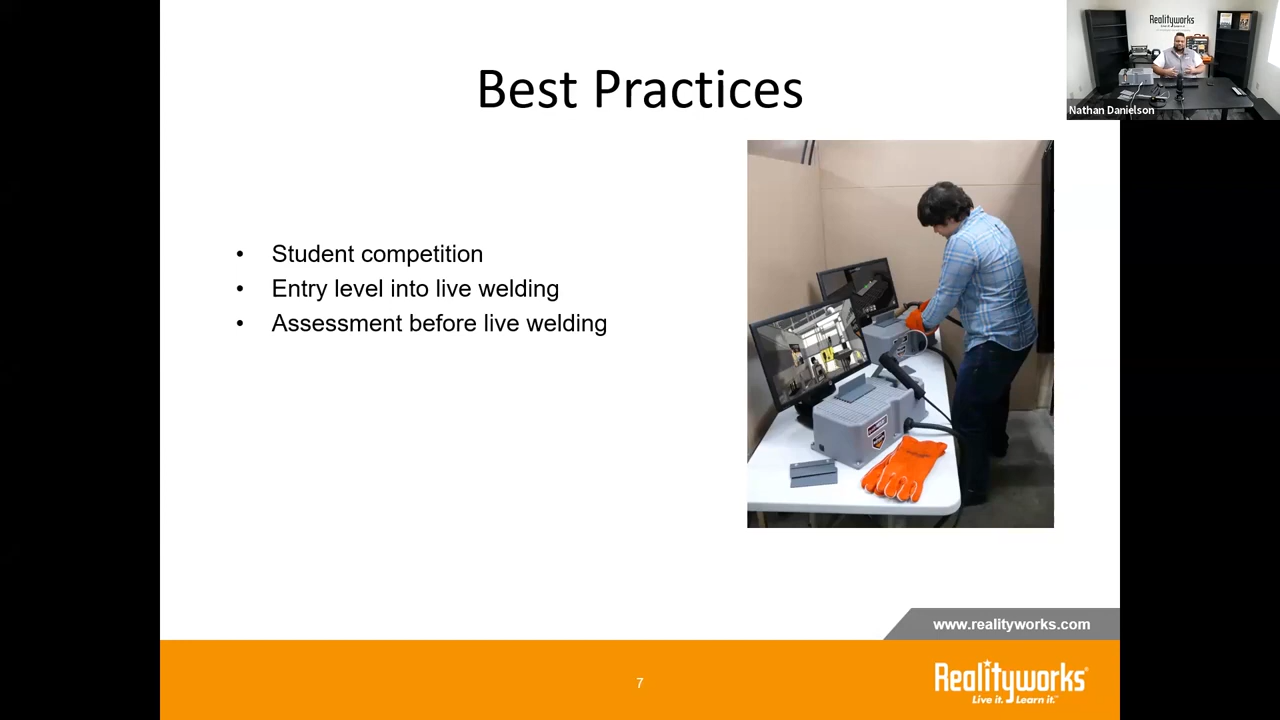 Best Practices
• Student competition
• Entry level into live welding
• Assessment before live welding
Realityworks
Nathan Danielson
www.realityworks.com
7
Realityworks®
Live it. Learn it.™